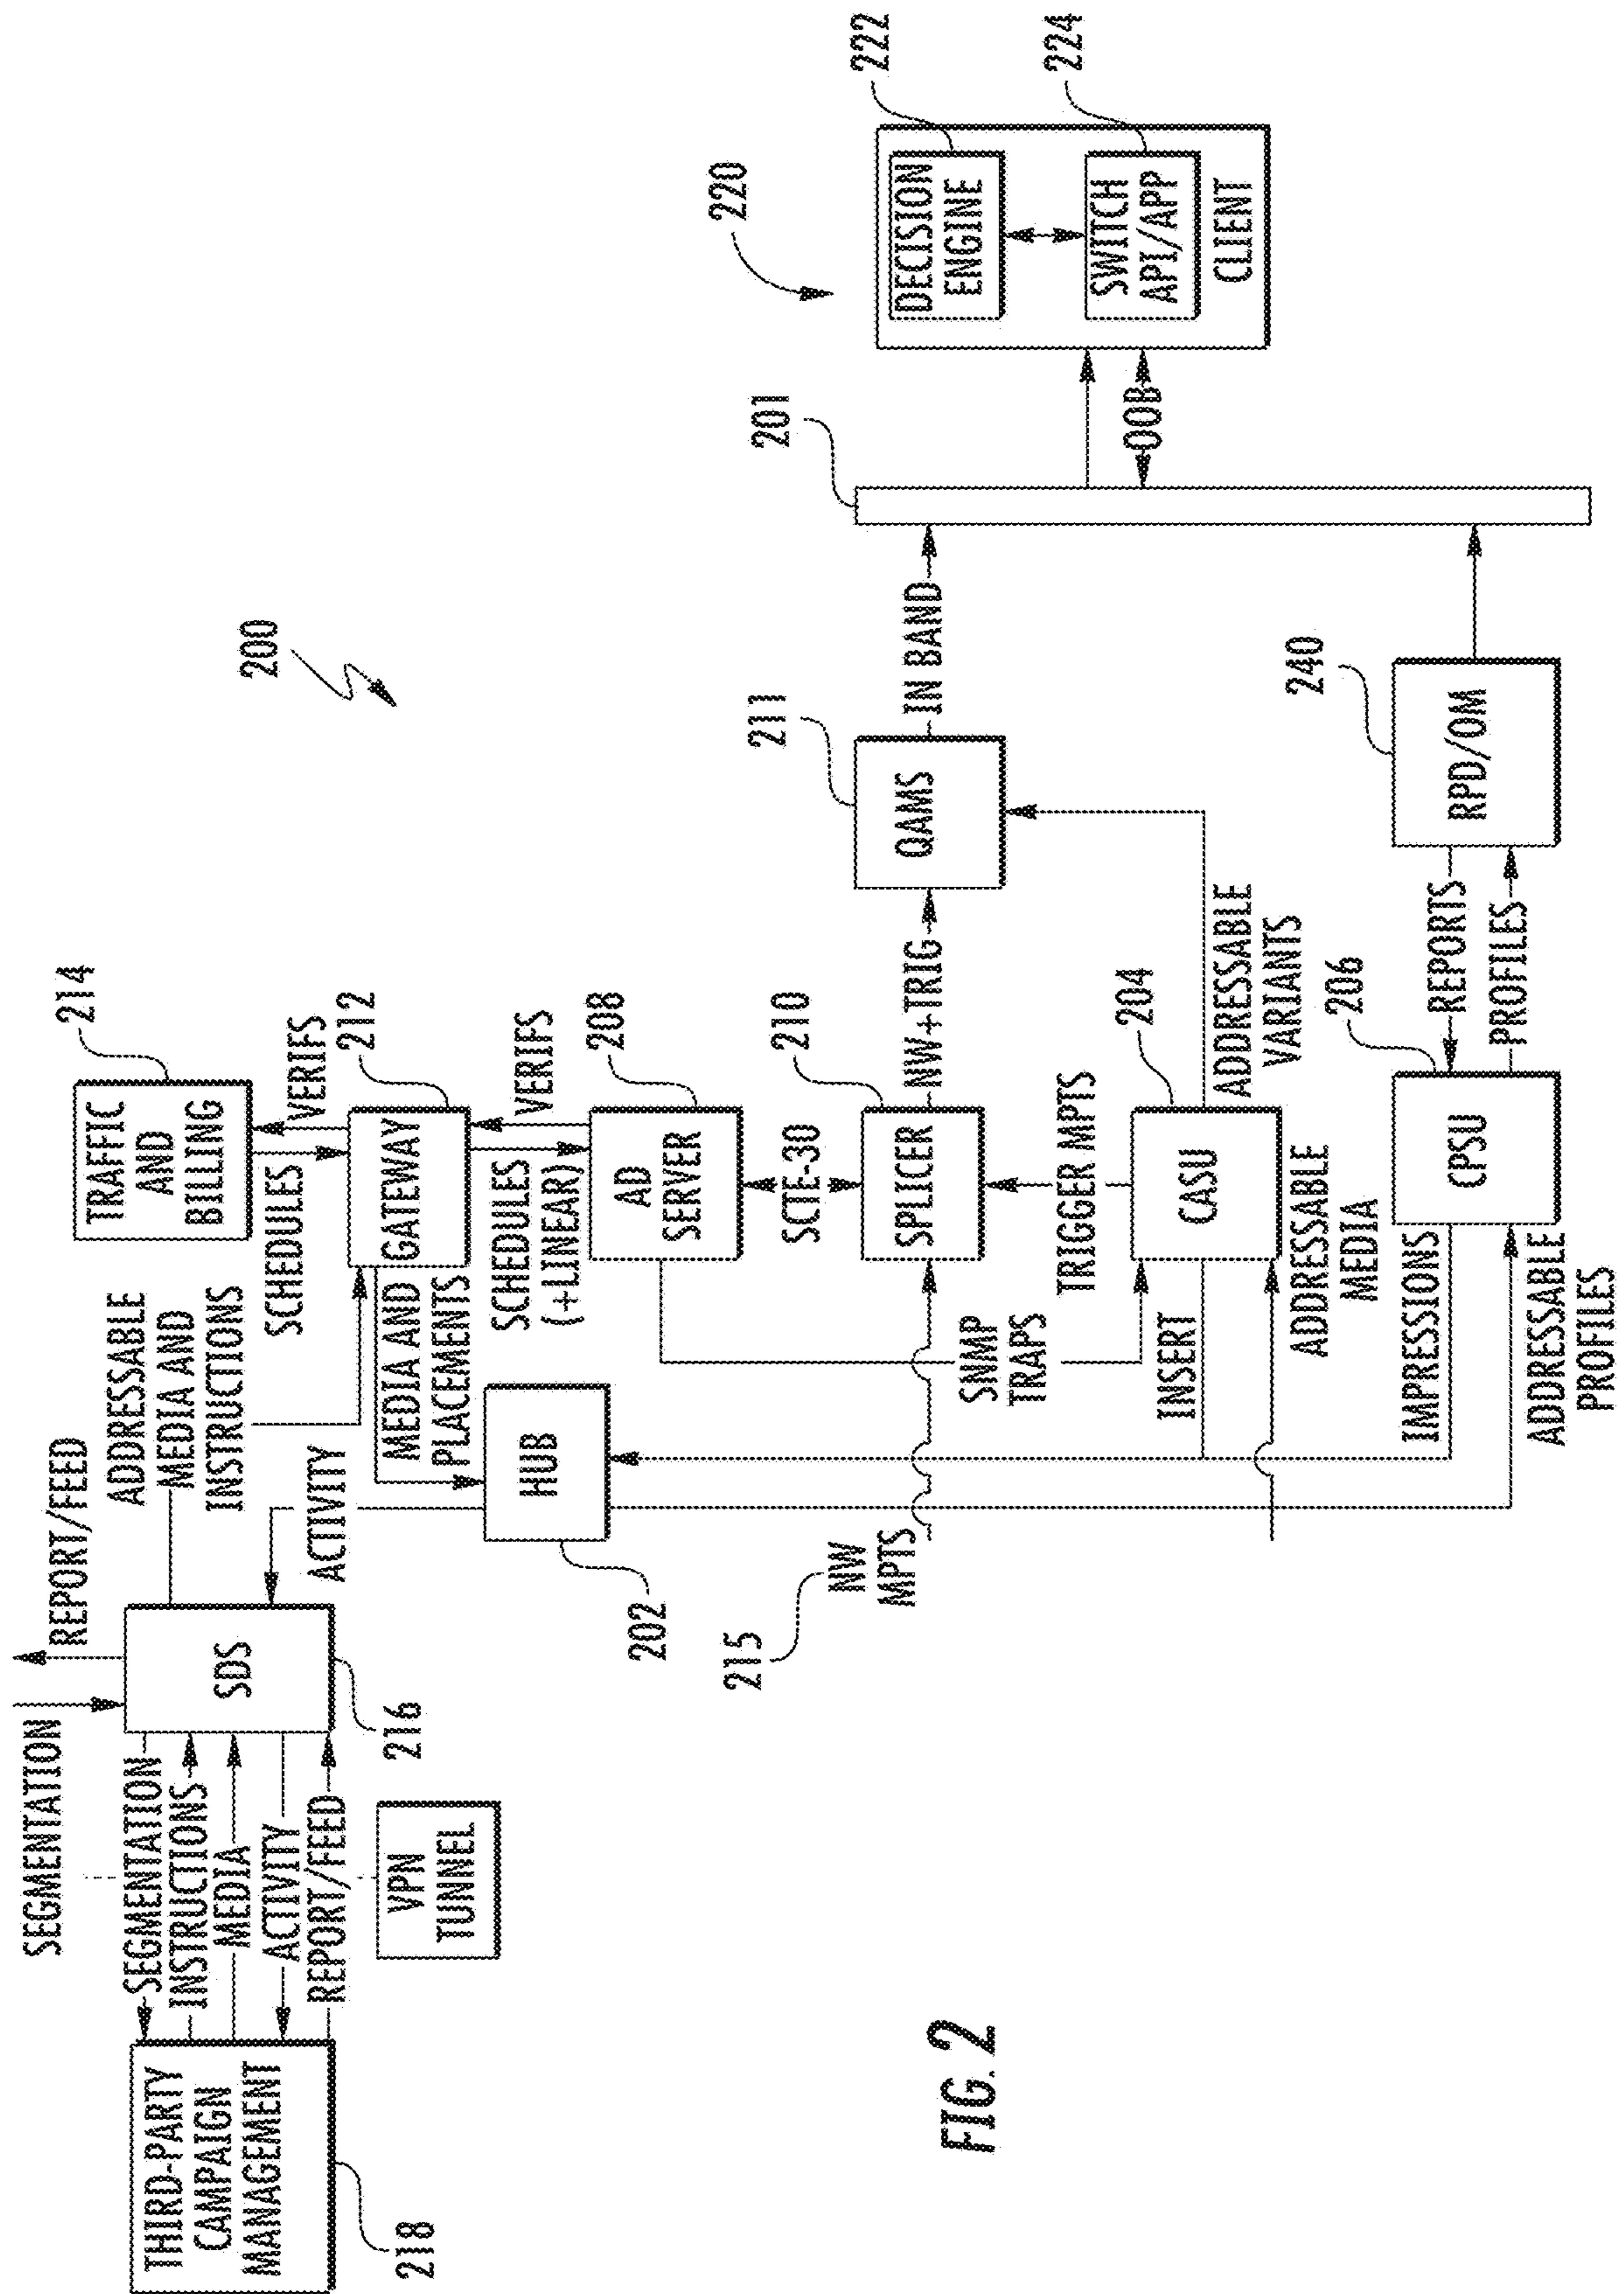 SEGMENTATION
REPORT/FEED
THIRD-PARTY
CAMPAIGN
MANAGEMENT
218
SEGMENTATION
INSTRUCTIONS
MEDIA
ACTIVITY
REPORT/FEED
VPN
TUNNEL
SDS
216
ADDRESSABLE
MEDIA AND
INSTRUCTIONS
ACTIVITY
TRAFFIC
AND
BILLING
214
SCHEDULES
VERIFS
GATEWAY
212
MEDIA AND
PLACEMENTS
SCHEDULES
(+LINEAR)
VERIFS
HUB
202
AD
SERVER
208
200
SCTE-30
215
NW
MPTS
SPLICER
210
NW+TRIG
QAMS
211
IN BAND
201
SNMP
TRAPS
TRIGGER MPTS
INSERT
CASU
204
ADDRESSABLE
VARIANTS
ADDRESSABLE
MEDIA
IMPRESSIONS
CPSU
206
ADDRESSABLE
PROFILES
REPORTS
PROFILES
RPD/OM
240
OOB
220
DECISION
ENGINE
222
SWITCH
API/APP
224
CLIENT
FIG. 2